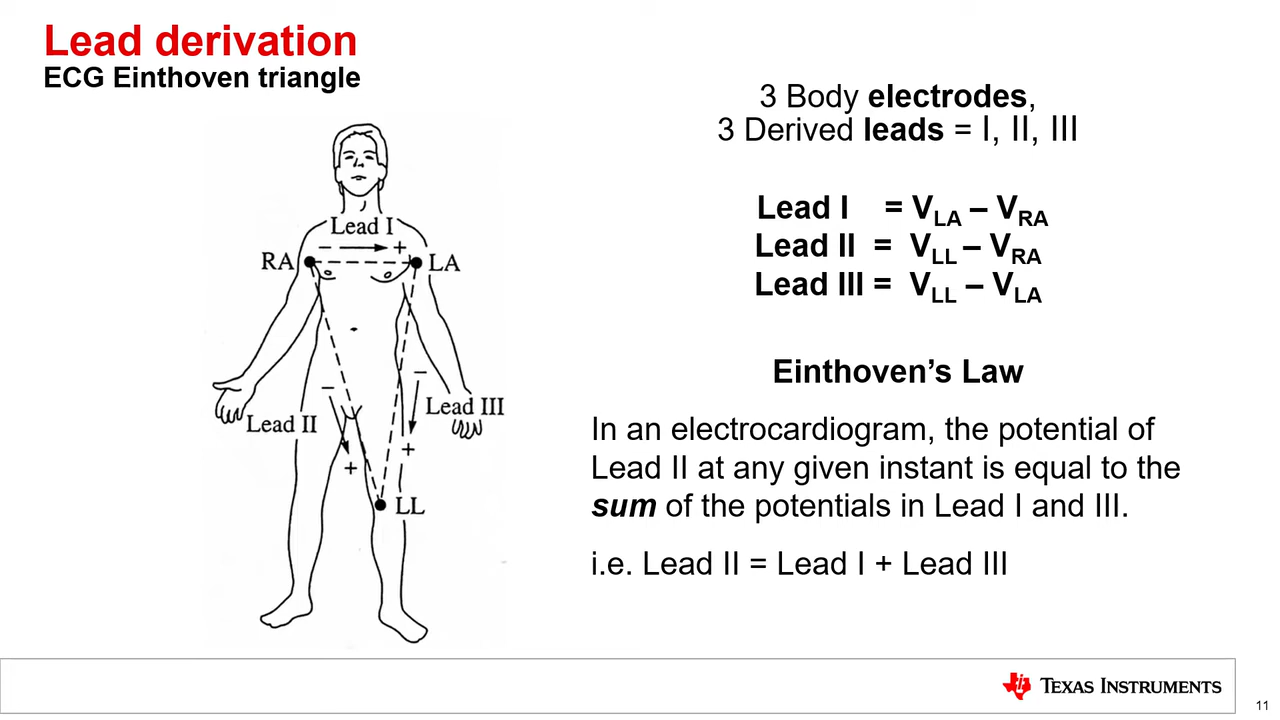 Lead derivation
ECG Einthoven triangle
3 Body electrodes,
3 Derived leads = I, II, III
Lead I = VLA – VRA
Lead II = VLL – VRA
Lead III = VLL – VLA
Einthoven's Law
In an electrocardiogram, the potential of
Lead II at any given instant is equal to the
sum of the potentials in Lead I and III.
i.e. Lead II = Lead I + Lead III
Lead I
– +
RA LA
–
–
Lead III
Lead II
+
+
LL
TEXAS INSTRUMENTS
11